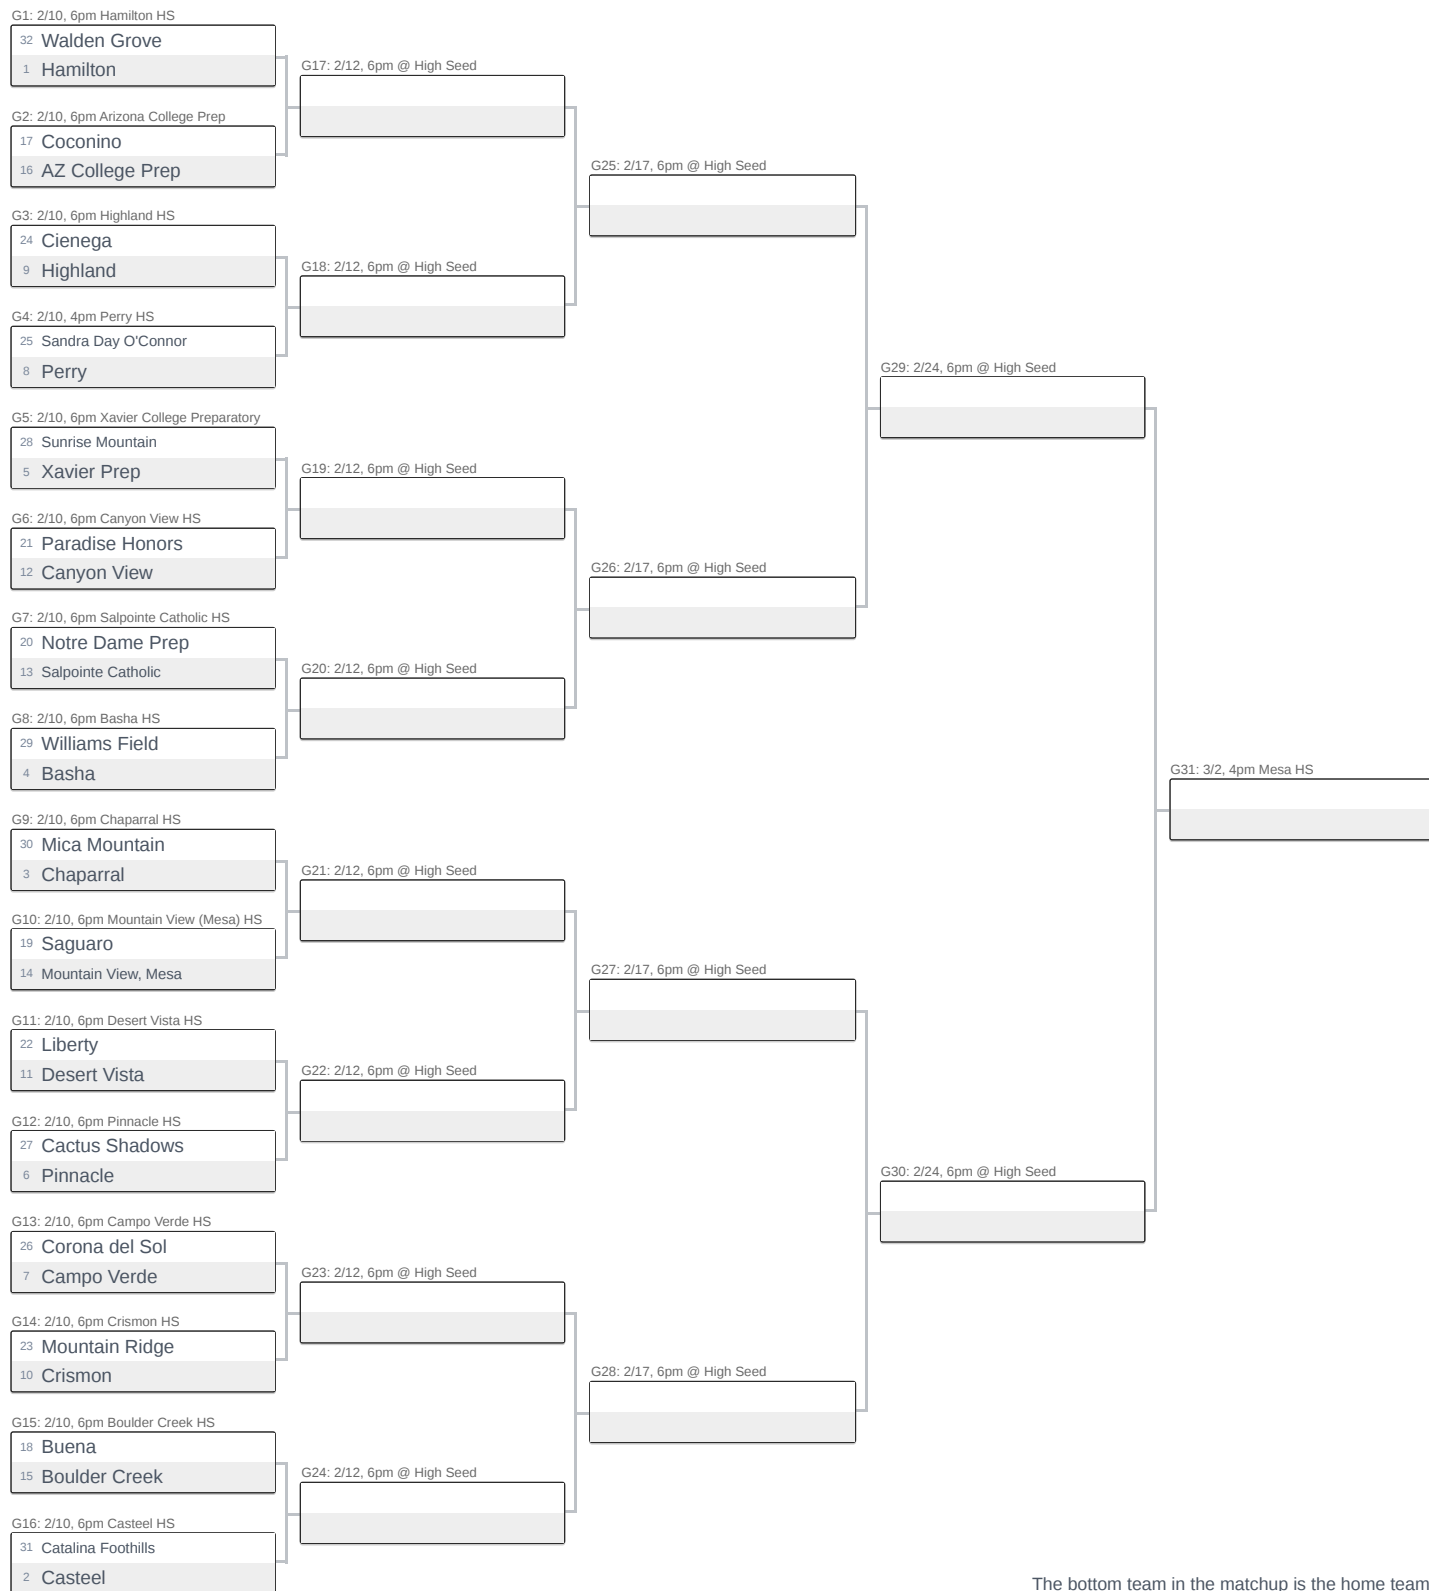 G1: 2/10, 6pm Hamilton HS
32 Walden Grove
1 Hamilton
G2: 2/10, 6pm Arizona College Prep
17 Coconino
16 AZ College Prep
G3: 2/10, 6pm Highland HS
24 Cienega
9 Highland
G4: 2/10, 4pm Perry HS
25 Sandra Day O'Connor
8 Perry
G5: 2/10, 6pm Xavier College Preparatory
28 Sunrise Mountain
5 Xavier Prep
G6: 2/10, 6pm Canyon View HS
21 Paradise Honors
12 Canyon View
G7: 2/10, 6pm Salpointe Catholic HS
20 Notre Dame Prep
13 Salpointe Catholic
G8: 2/10, 6pm Basha HS
29 Williams Field
4 Basha
G9: 2/10, 6pm Chaparral HS
30 Mica Mountain
3 Chaparral
G10: 2/10, 6pm Mountain View (Mesa) HS
19 Saguaro
14 Mountain View, Mesa
G11: 2/10, 6pm Desert Vista HS
22 Liberty
11 Desert Vista
G12: 2/10, 6pm Pinnacle HS
27 Cactus Shadows
6 Pinnacle
G13: 2/10, 6pm Campo Verde HS
26 Corona del Sol
7 Campo Verde
G14: 2/10, 6pm Crismon HS
23 Mountain Ridge
10 Crismon
G15: 2/10, 6pm Boulder Creek HS
18 Buena
15 Boulder Creek
G16: 2/10, 6pm Casteel HS
31 Catalina Foothills
2 Casteel
G17: 2/12, 6pm @ High Seed
G18: 2/12, 6pm @ High Seed
G19: 2/12, 6pm @ High Seed
G20: 2/12, 6pm @ High Seed
G21: 2/12, 6pm @ High Seed
G22: 2/12, 6pm @ High Seed
G23: 2/12, 6pm @ High Seed
G24: 2/12, 6pm @ High Seed
G25: 2/17, 6pm @ High Seed
G26: 2/17, 6pm @ High Seed
G27: 2/17, 6pm @ High Seed
G28: 2/17, 6pm @ High Seed
G29: 2/24, 6pm @ High Seed
G30: 2/24, 6pm @ High Seed
G31: 3/2, 4pm Mesa HS
The bottom team in the matchup is the home team